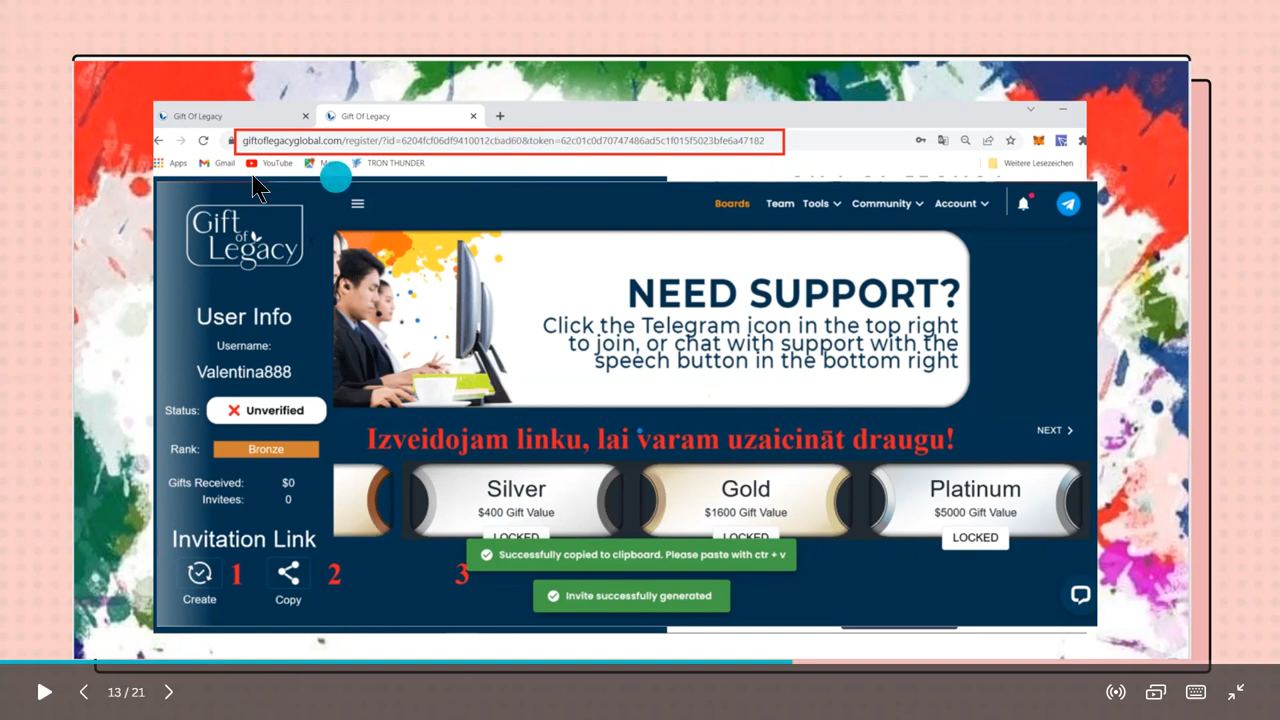 Gift Of Legacy
Gift Of Legacy
giftoflegacyglobal.com/register/?id=6204fcf06df9410012cbad60&token=62c01c0d70747486ad5c1f015f5023bfe6a47182
Apps
Gmail
YouTube
TRON THUNDER
Weitere Lesezeichen
Gift
of
Legacy
Boards
Team
Tools
Community
Account
NEED SUPPORT?
Click the Telegram icon in the top right
to join, or chat with support with the
speech button in the bottom right
User Info
Username:
Valentina888
Status:
Unverified
Rank:
Bronze
Gifts Received:
$0
Invitees:
0
Izveidojam linku, lai varam uzaicināt draugu!
NEXT
Silver
$400 Gift Value
LOCKED
Gold
$1600 Gift Value
LOCKED
Platinum
$5000 Gift Value
LOCKED
Invitation Link
1
2
3
Create
Copy
Successfully copied to clipboard. Please paste with ctr + v
Invite successfully generated
13 / 21